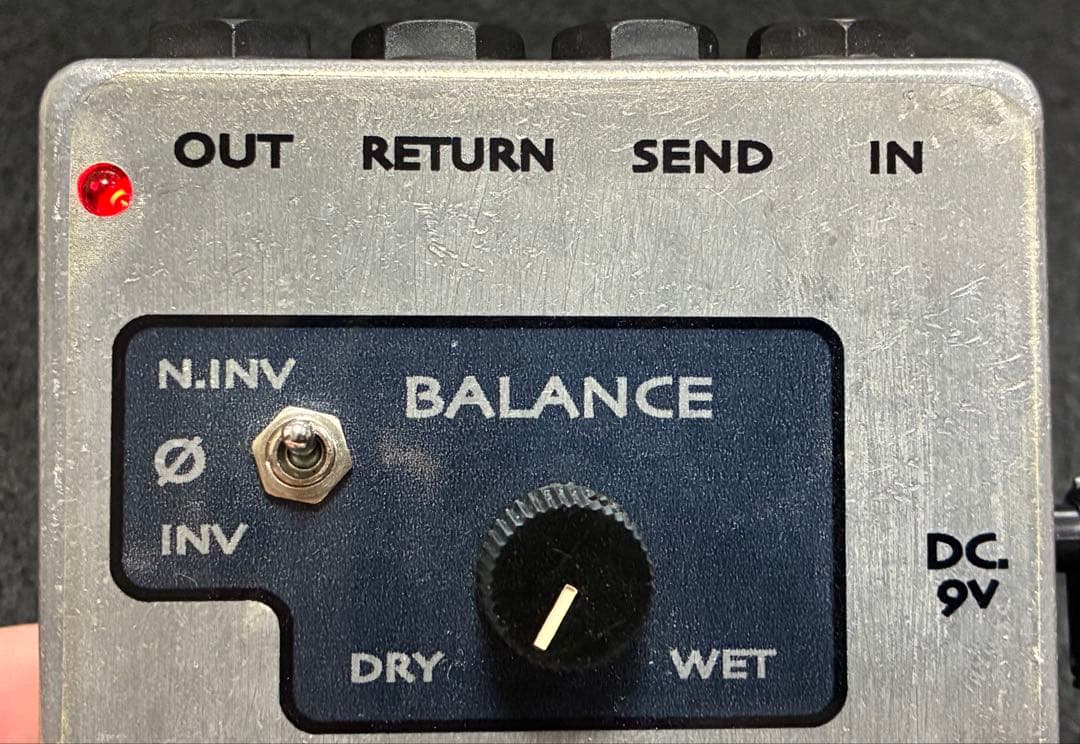 OUT RETURN SEND IN
N.INV
BALANCE
Ø
INV
DC.
9V
DRY WET